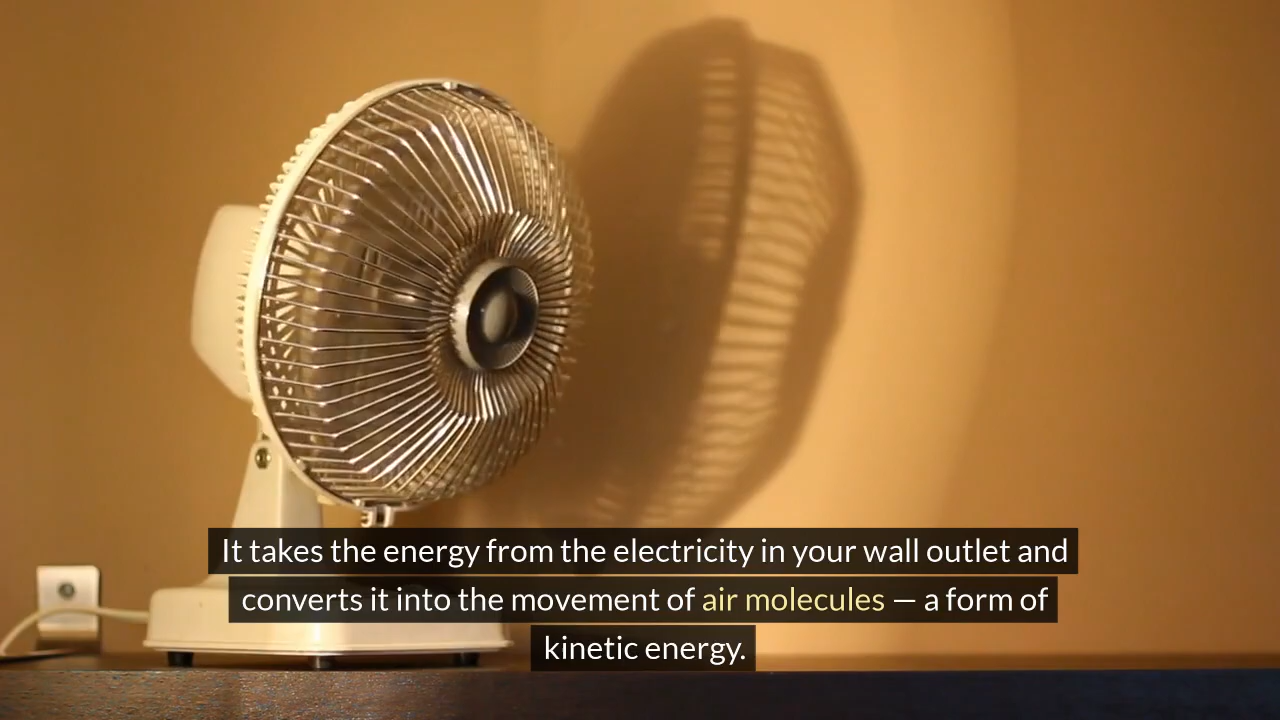 It takes the energy from the electricity in your wall outlet and
converts it into the movement of air molecules — a form of
kinetic energy.